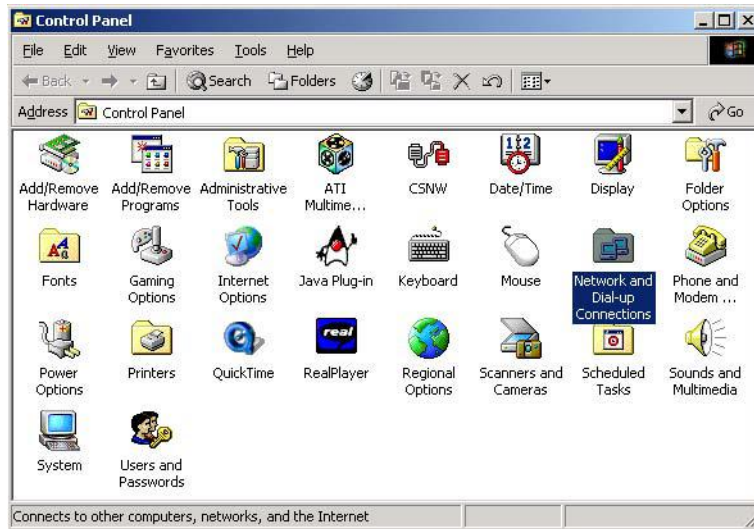 Control Panel
File Edit View Favorites Tools Help
Back Search Folders
Address Control Panel Go
Add/Remove Hardware
Add/Remove Programs
Administrative Tools
ATI Multime...
CSNW
Date/Time
Display
Folder Options
Fonts
Gaming Options
Internet Options
Java Plug-in
Keyboard
Mouse
Network and Dial-up Connections
Phone and Modem ...
Power Options
Printers
QuickTime
real
RealPlayer
Regional Options
Scanners and Cameras
Scheduled Tasks
Sounds and Multimedia
System
Users and Passwords
Connects to other computers, networks, and the Internet